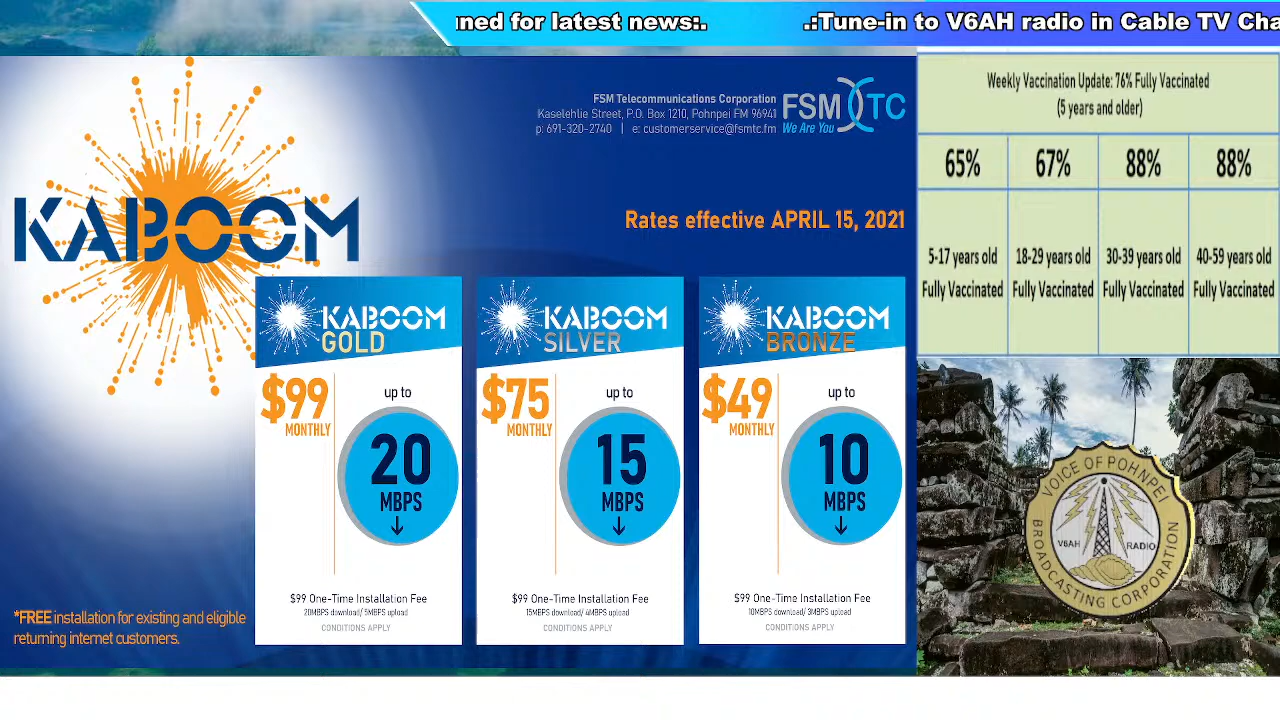 ned for latest news:.
.:Tune-in to V6AH radio in Cable TV Cha
FSM Telecommunications Corporation
Kaselehlie Street, P.O. Box 1210, Pohnpei FM 96941
p: 691-320-2740 | e: customerservice@fsmtc.fm
FSM TC
We Are You
KABOOM
Rates effective APRIL 15, 2021
KABOOM
GOLD
$99
MONTHLY
up to
20
MBPS
$99 One-Time Installation Fee
20MBPS download/ 5MBPS upload
CONDITIONS APPLY
KABOOM
SILVER
$75
MONTHLY
up to
15
MBPS
$99 One-Time Installation Fee
15MBPS download/ 4MBPS upload
CONDITIONS APPLY
KABOOM
BRONZE
$49
MONTHLY
up to
10
MBPS
$99 One-Time Installation Fee
10MBPS download/ 3MBPS upload
CONDITIONS APPLY
*FREE installation for existing and eligible
returning internet customers.
Weekly Vaccination Update: 76% Fully Vaccinated
(5 years and older)
65% 67% 88% 88%
5-17 years old 18-29 years old 30-39 years old 40-59 years old
Fully Vaccinated Fully Vaccinated Fully Vaccinated Fully Vaccinated
VOICE OF POHNPEI
V6AH RADIO
BROADCASTING CORPORATION